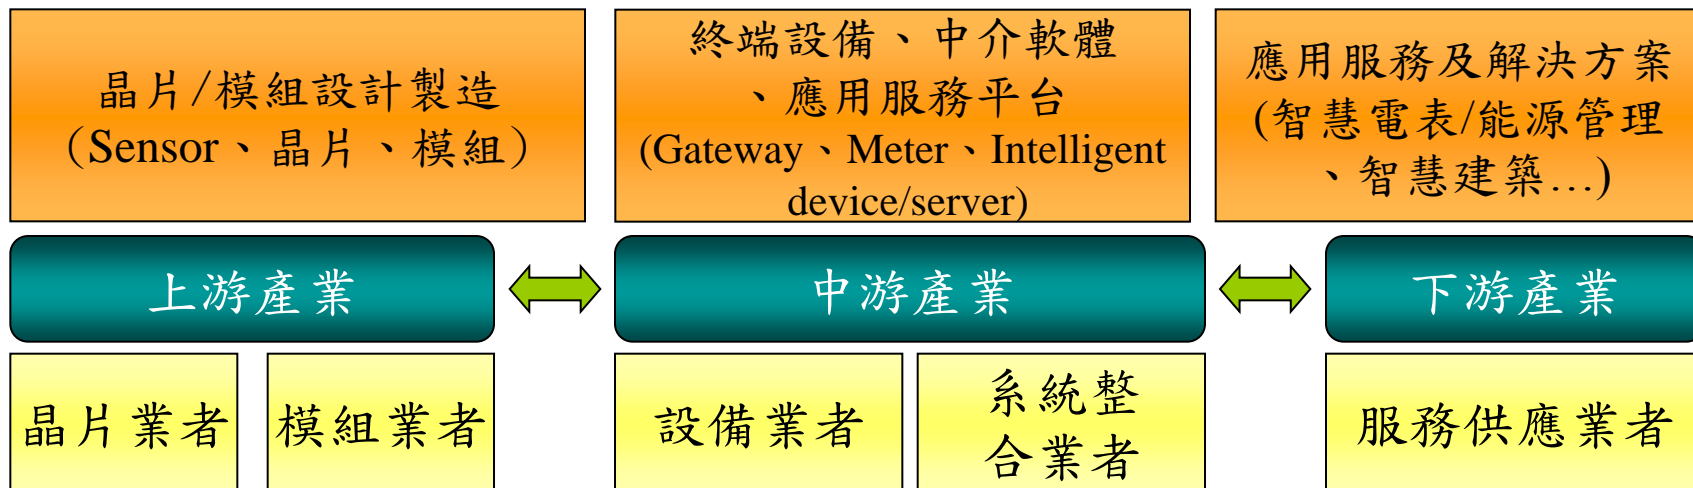 晶片/模組設計製造
（Sensor、晶片、模組）
終端設備、中介軟體
、應用服務平台
(Gateway、Meter、Intelligent
device/server)
應用服務及解決方案
(智慧電表/能源管理
、智慧建築…)
上游產業
中游產業
下游產業
晶片業者
模組業者
設備業者
系統整
合業者
服務供應業者